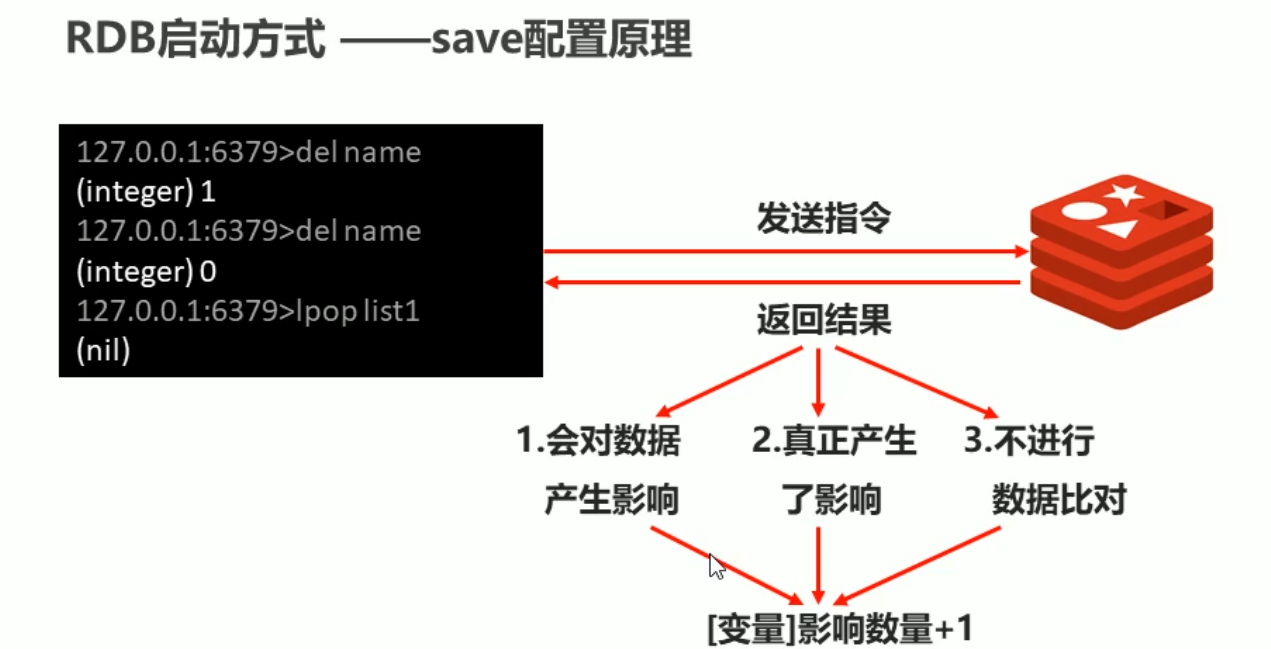 RDB启动方式 ——save配置原理
127.0.0.1:6379>del name
(integer) 1
127.0.0.1:6379>del name
(integer) 0
127.0.0.1:6379>lpop list1
(nil)
发送指令
返回结果
1.会对数据
产生影响
2.真正产生
了影响
3.不进行
数据比对
[变量]影响数量+1